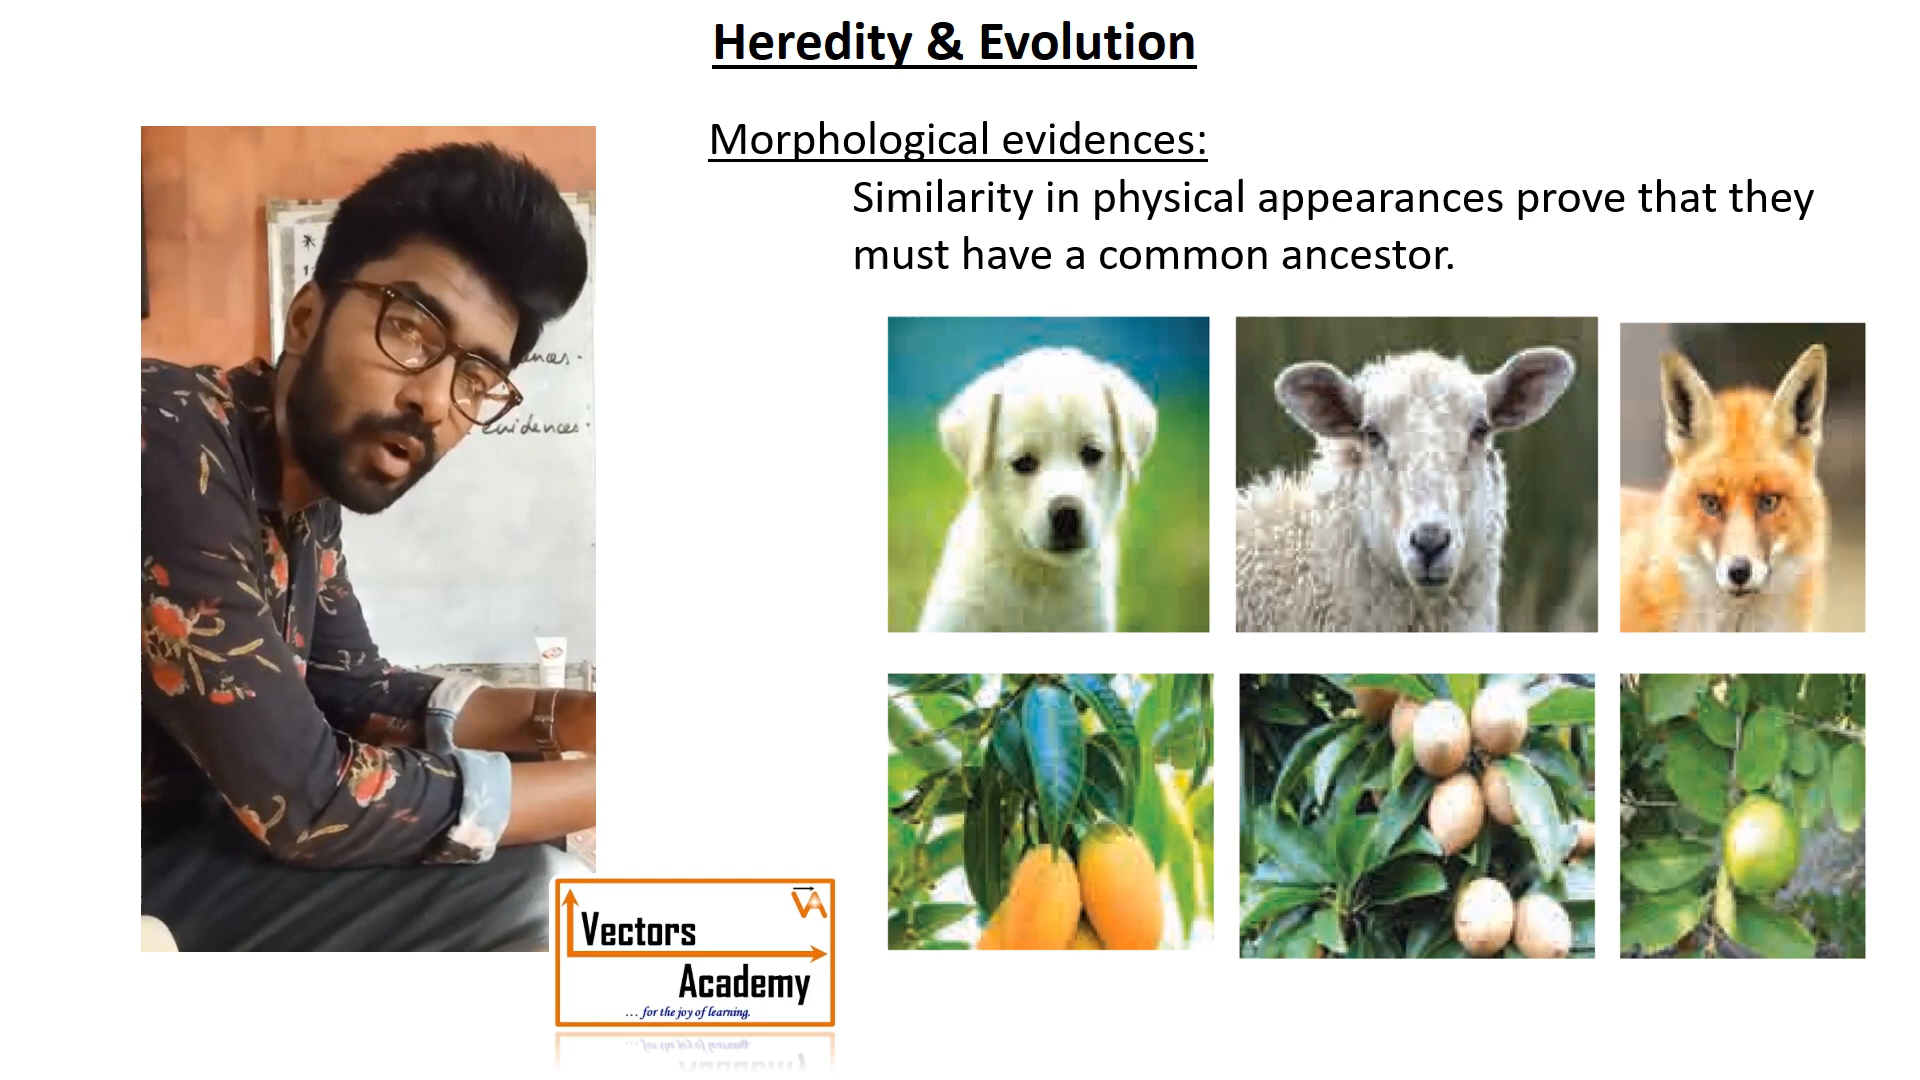 Heredity & Evolution
Morphological evidences:
Similarity in physical appearances prove that they
must have a common ancestor.
evidences.
Vectors
Academy
... for the joy of learning.